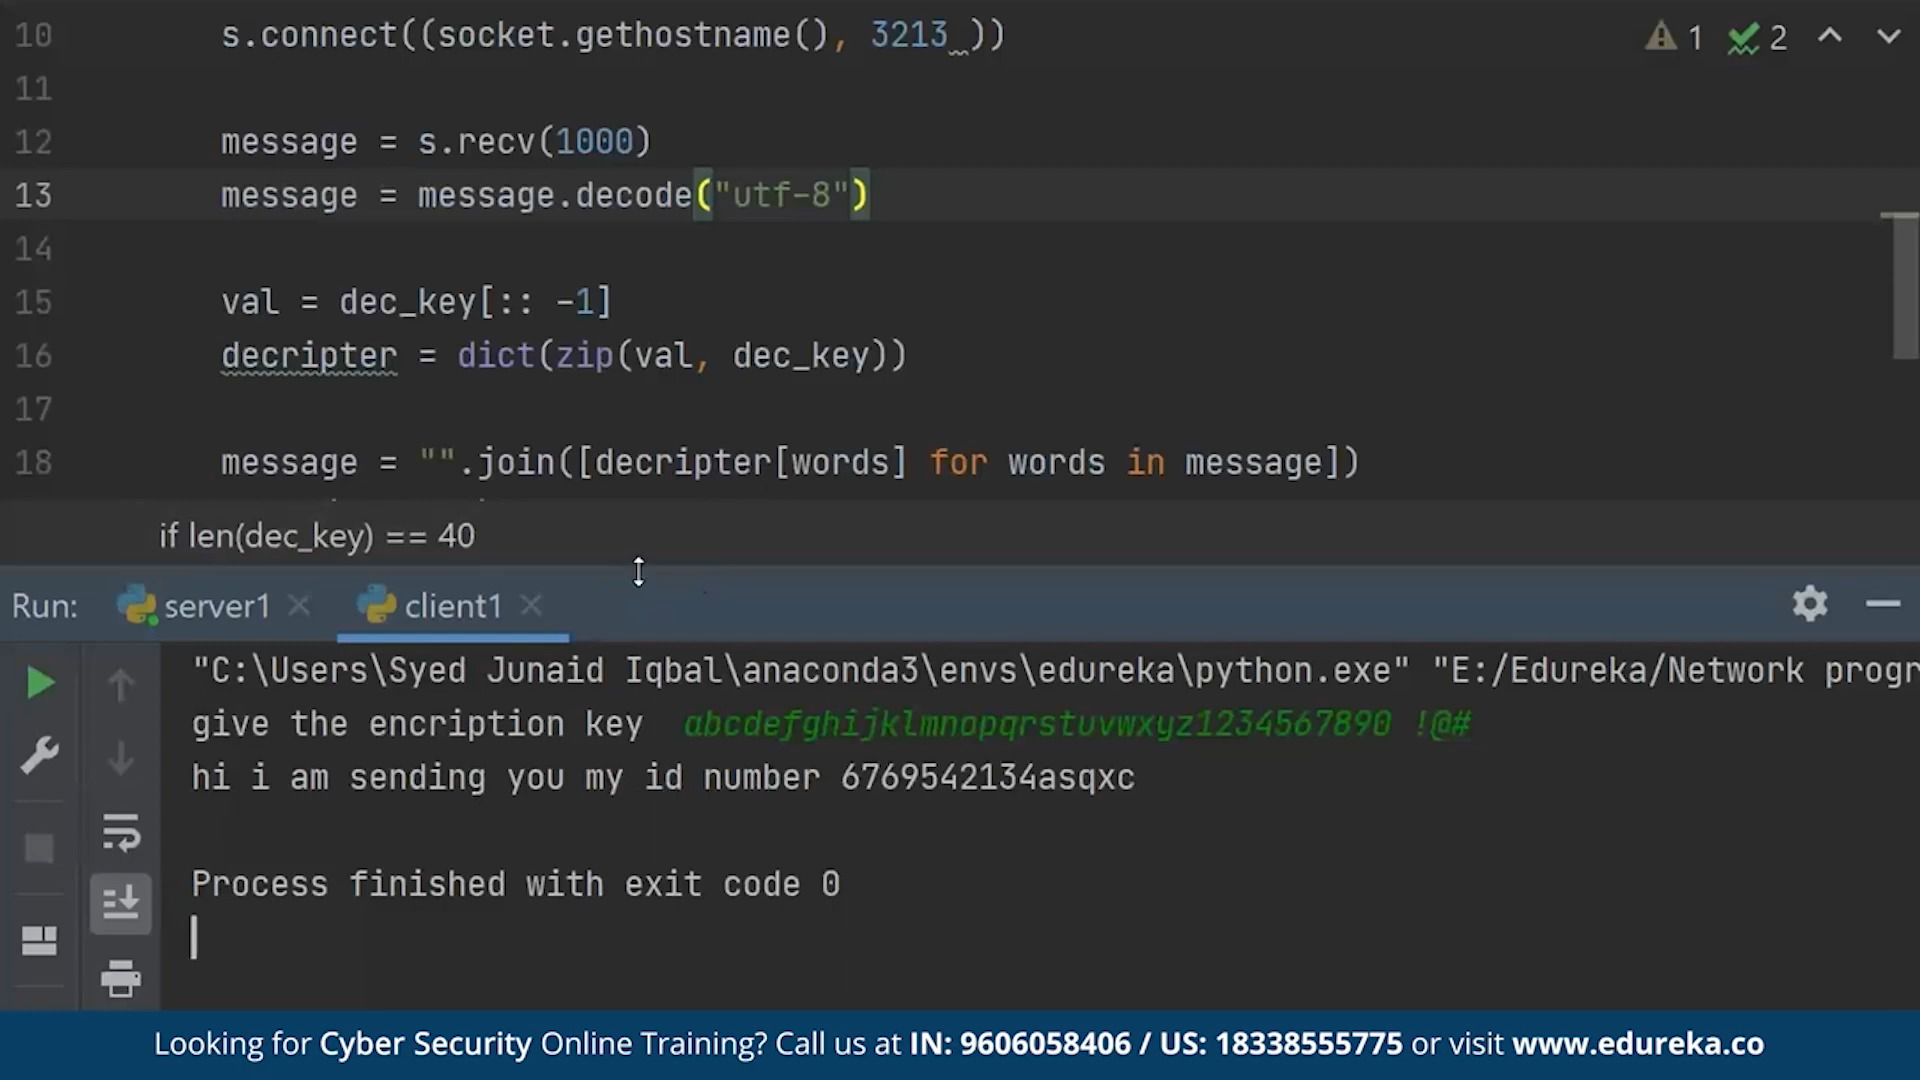 10 s.connect((socket.gethostname(), 3213 ))
1 2
11
12 message = s.recv(1000)
13 message = message.decode("utf-8")
14
15 val = dec_key[:: -1]
16 decripter = dict(zip(val, dec_key))
17
18 message = "".join([decripter[words] for words in message])
if len(dec_key) == 40
Run: server1 client1
"C:\Users\Syed Junaid Iqbal\anaconda3\envs\edureka\python.exe" "E:/Edureka/Network progr
give the encription key abcdefghijklmnopqrstuvwxyz1234567890 !@#
hi i am sending you my id number 6769542134asqxc
Process finished with exit code 0
Looking for Cyber Security Online Training? Call us at IN: 9606058406 / US: 18338555775 or visit www.edureka.co